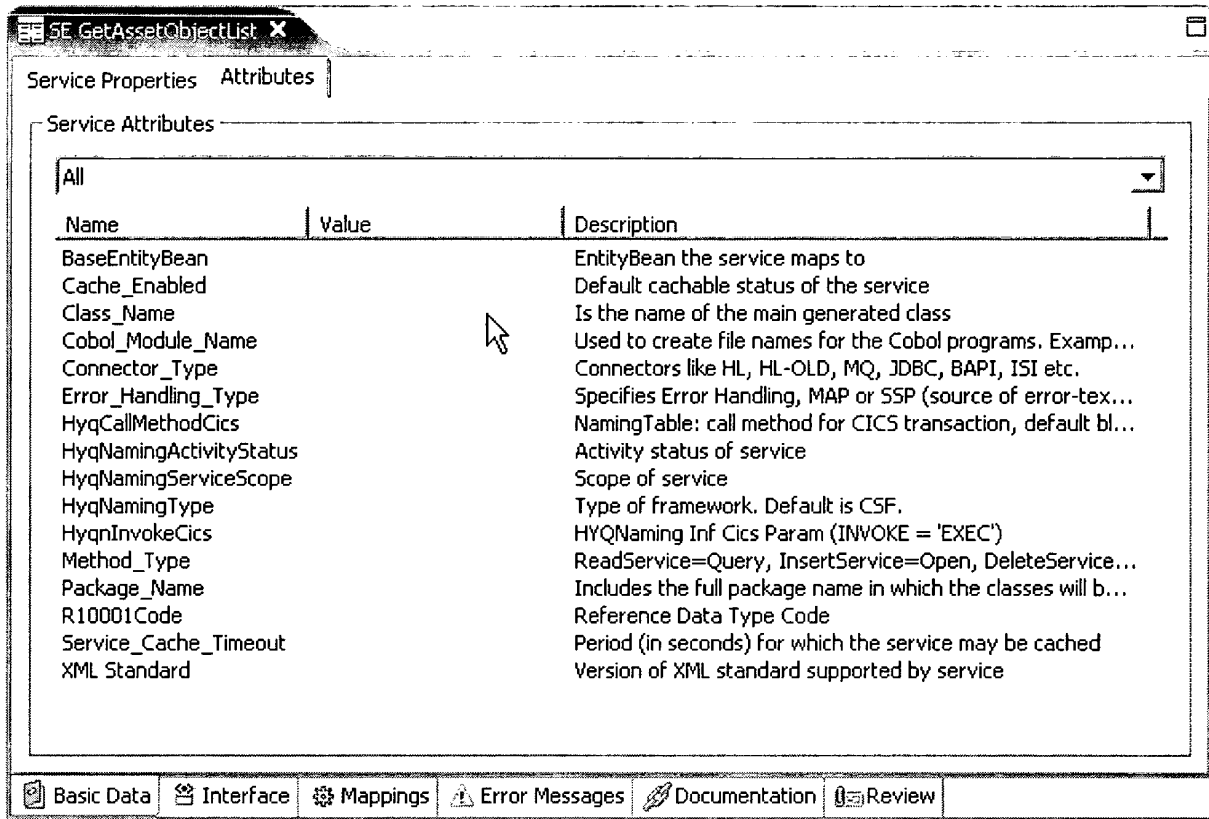 SE GetAssetObjectList
Service Properties Attributes
Service Attributes
All
Name Value Description
BaseEntityBean EntityBean the service maps to
Cache_Enabled Default cachable status of the service
Class_Name Is the name of the main generated class
Cobol_Module_Name Used to create file names for the Cobol programs. Examp...
Connector_Type Connectors like HL, HL-OLD, MQ, JDBC, BAPI, ISI etc.
Error_Handling_Type Specifies Error Handling, MAP or SSP (source of error-tex...
HyqCallMethodCics NamingTable: call method for CICS transaction, default bl...
HyqNamingActivityStatus Activity status of service
HyqNamingServiceScope Scope of service
HyqNamingType Type of framework. Default is CSF.
HyqnInvokeCics HYQNaming Inf Cics Param (INVOKE = 'EXEC')
Method_Type ReadService=Query, InsertService=Open, DeleteService...
Package_Name Includes the full package name in which the classes will b...
R10001Code Reference Data Type Code
Service_Cache_Timeout Period (in seconds) for which the service may be cached
XML Standard Version of XML standard supported by service
Basic Data Interface Mappings Error Messages Documentation Review